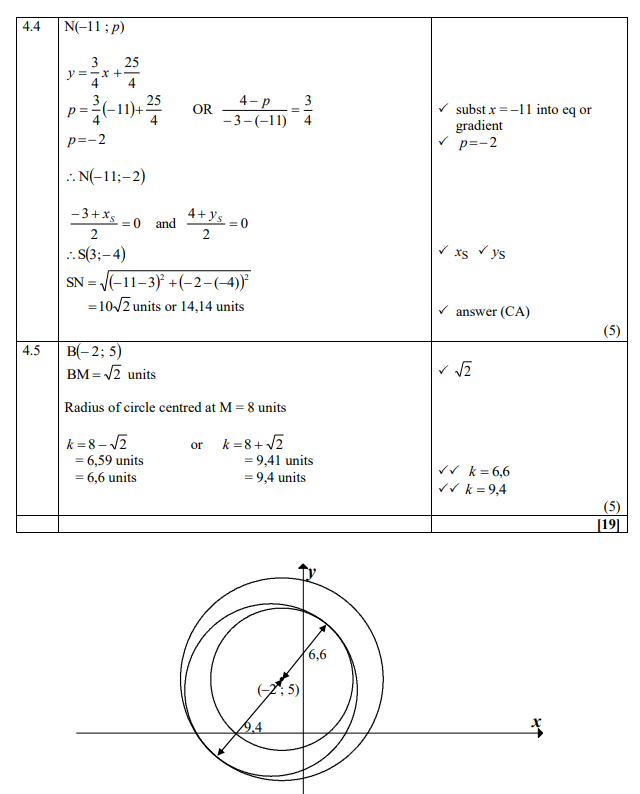 4.4 N(−11 ; p)
y = 3/4 x + 25/4
p = 3/4 (−11) + 25/4 OR (4 − p)/(−3 − (−11)) = 3/4 ✓ subst x = −11 into eq or
gradient
p = −2 ✓ p = −2
∴ N(−11;−2)
(−3 + x_S)/2 = 0 and (4 + y_S)/2 = 0
∴ S(3;−4) ✓ x_S ✓ y_S
SN = √((−11−3)² + (−2−(−4))²)
= 10√2 units or 14,14 units ✓ answer (CA)
(5)
4.5 B(−2; 5)
BM = √2 units ✓ √2
Radius of circle centred at M = 8 units
k = 8 − √2 or k = 8 + √2
= 6,59 units = 9,41 units
= 6,6 units = 9,4 units ✓✓ k = 6,6
✓✓ k = 9,4
(5)
[19]
y
6,6
(−2 ; 5)
x
9,4